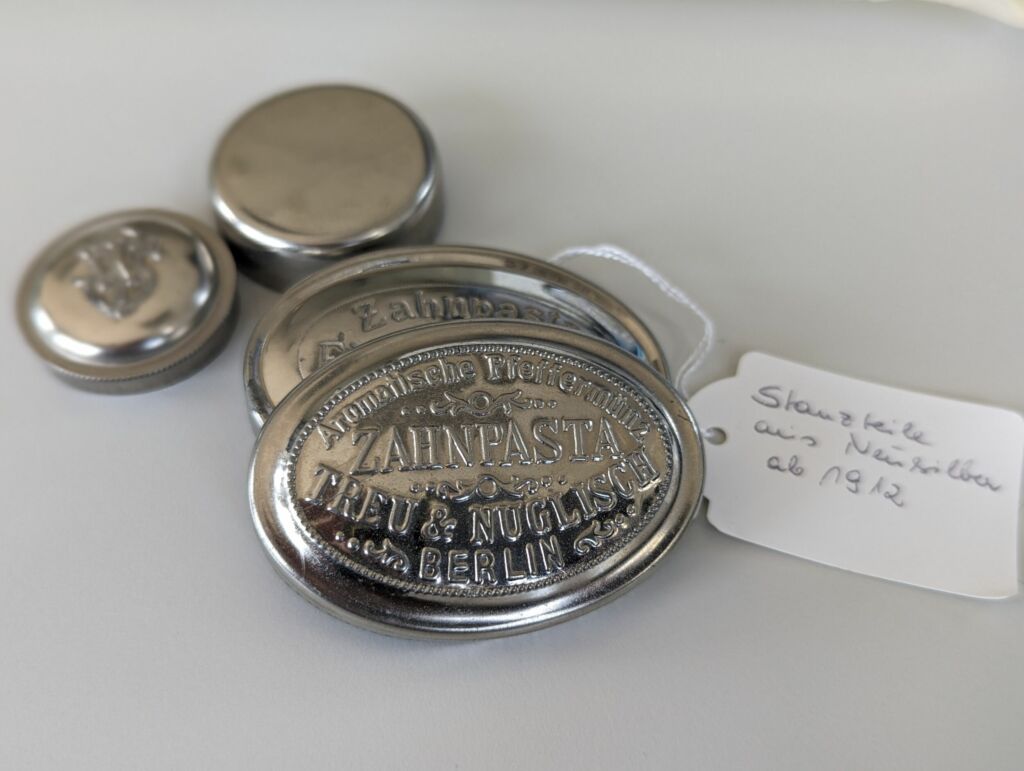 Zahnpasta
Aromatische Pfeffermünz
ZAHNPASTA
TREU & NUGLISCH
BERLIN
Stanzteile
aus Neusilber
ab 1912